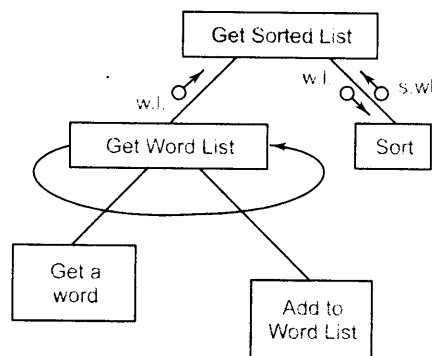 Get Sorted List
w.l.
w.l.
s.wl
Get Word List
Sort
Get a
word
Add to
Word List